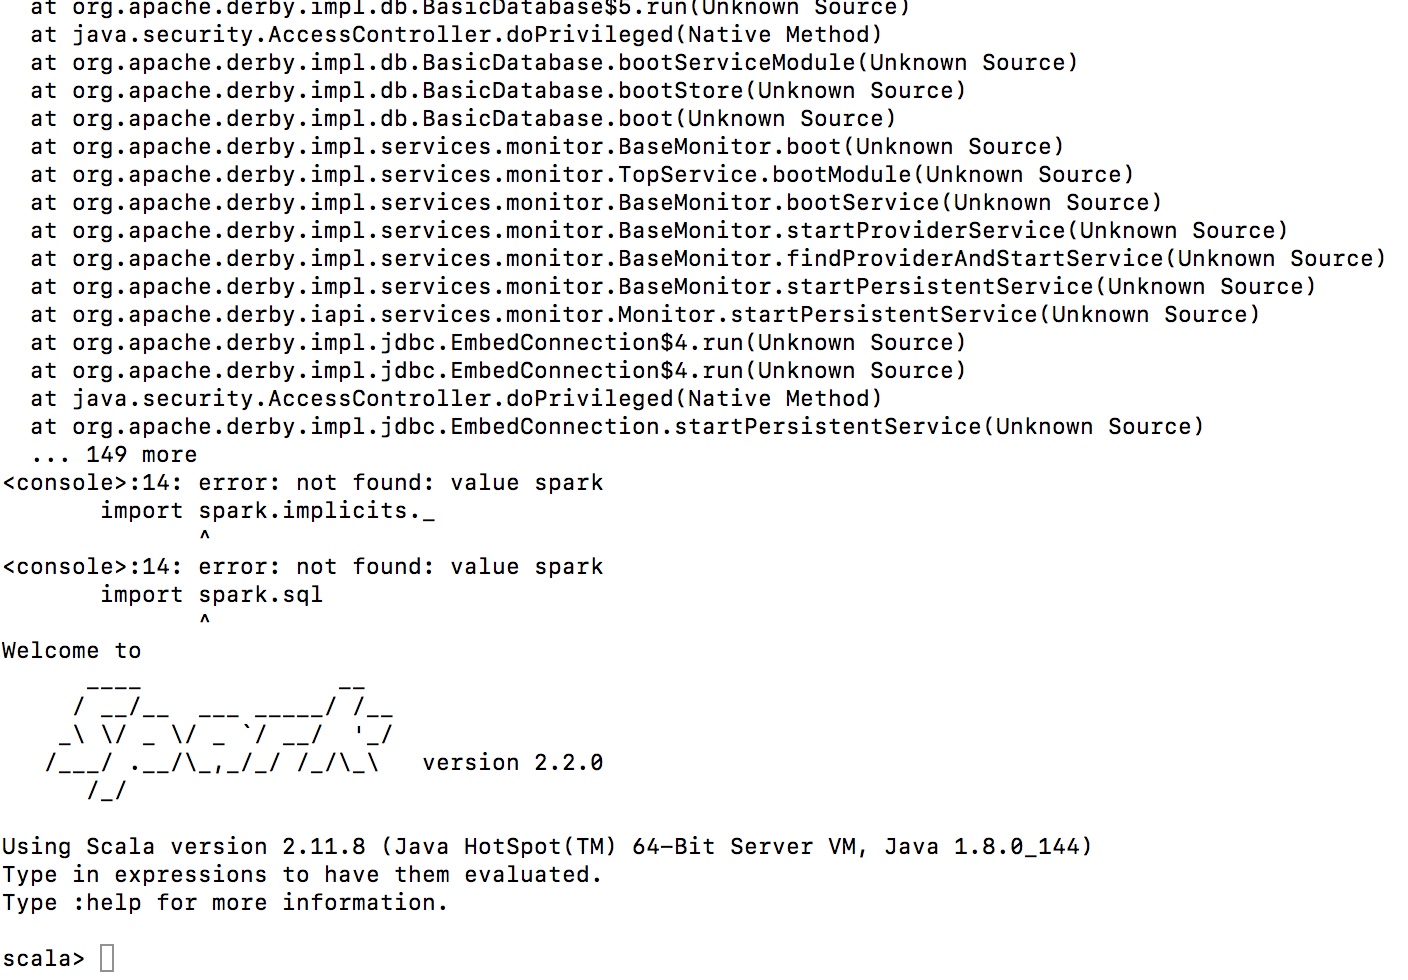 at org.apache.derby.impl.db.BasicDatabase$5.run(Unknown Source)
  at java.security.AccessController.doPrivileged(Native Method)
  at org.apache.derby.impl.db.BasicDatabase.bootServiceModule(Unknown Source)
  at org.apache.derby.impl.db.BasicDatabase.bootStore(Unknown Source)
  at org.apache.derby.impl.db.BasicDatabase.boot(Unknown Source)
  at org.apache.derby.impl.services.monitor.BaseMonitor.boot(Unknown Source)
  at org.apache.derby.impl.services.monitor.TopService.bootModule(Unknown Source)
  at org.apache.derby.impl.services.monitor.BaseMonitor.bootService(Unknown Source)
  at org.apache.derby.impl.services.monitor.BaseMonitor.startProviderService(Unknown Source)
  at org.apache.derby.impl.services.monitor.BaseMonitor.findProviderAndStartService(Unknown Source)
  at org.apache.derby.impl.services.monitor.BaseMonitor.startPersistentService(Unknown Source)
  at org.apache.derby.iapi.services.monitor.Monitor.startPersistentService(Unknown Source)
  at org.apache.derby.impl.jdbc.EmbedConnection$4.run(Unknown Source)
  at org.apache.derby.impl.jdbc.EmbedConnection$4.run(Unknown Source)
  at java.security.AccessController.doPrivileged(Native Method)
  at org.apache.derby.impl.jdbc.EmbedConnection.startPersistentService(Unknown Source)
  ... 149 more
<console>:14: error: not found: value spark
       import spark.implicits._
              ^
<console>:14: error: not found: value spark
       import spark.sql
              ^
Welcome to
      ____              __
     / __/__  ___ _____/ /__
    _\ \/ _ \/ _ `/ __/  '_/
   /___/ .__/\_,_/_/ /_/\_\   version 2.2.0
      /_/

Using Scala version 2.11.8 (Java HotSpot(TM) 64-Bit Server VM, Java 1.8.0_144)
Type in expressions to have them evaluated.
Type :help for more information.

scala>